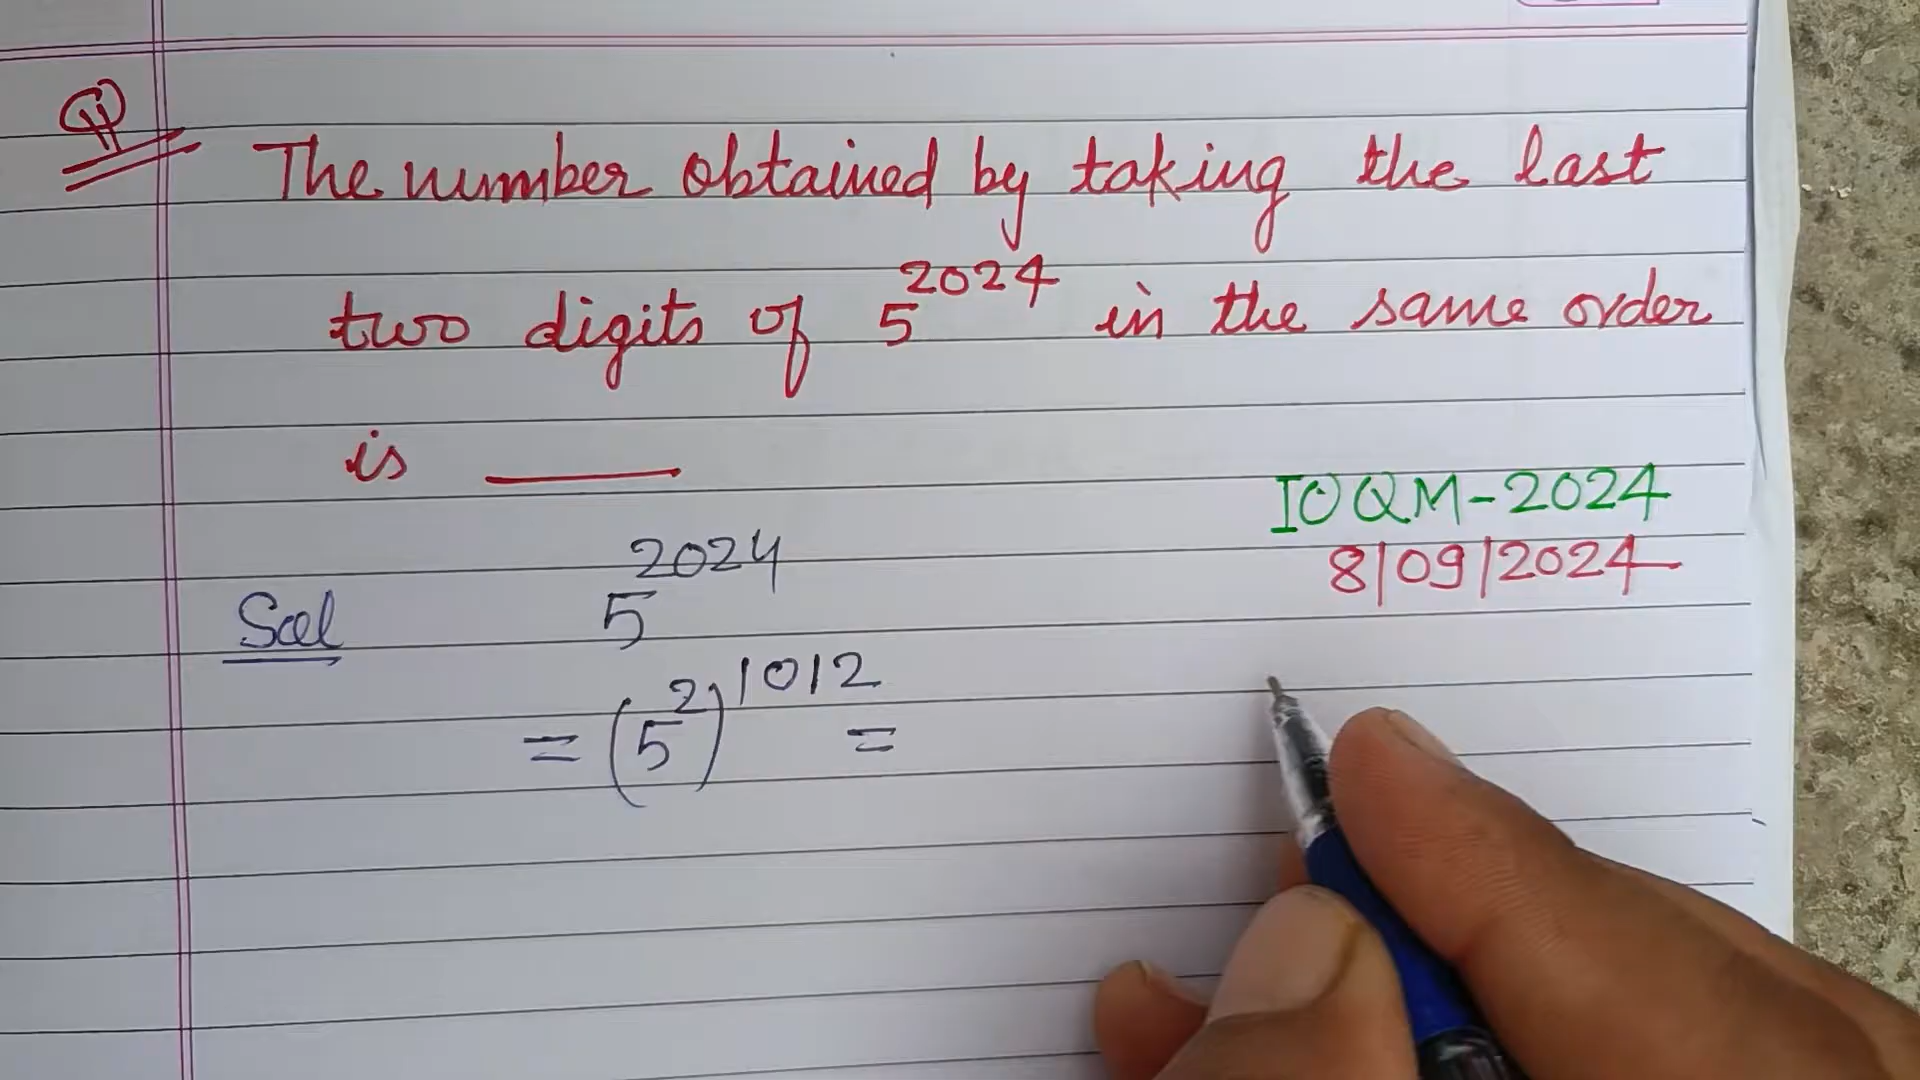 Q
The number obtained by taking the last
two digits of 5^2024 in the same order
is ____
IOQM-2024
8|09|2024
Sol 5^2024
= (5^2)^1012 =